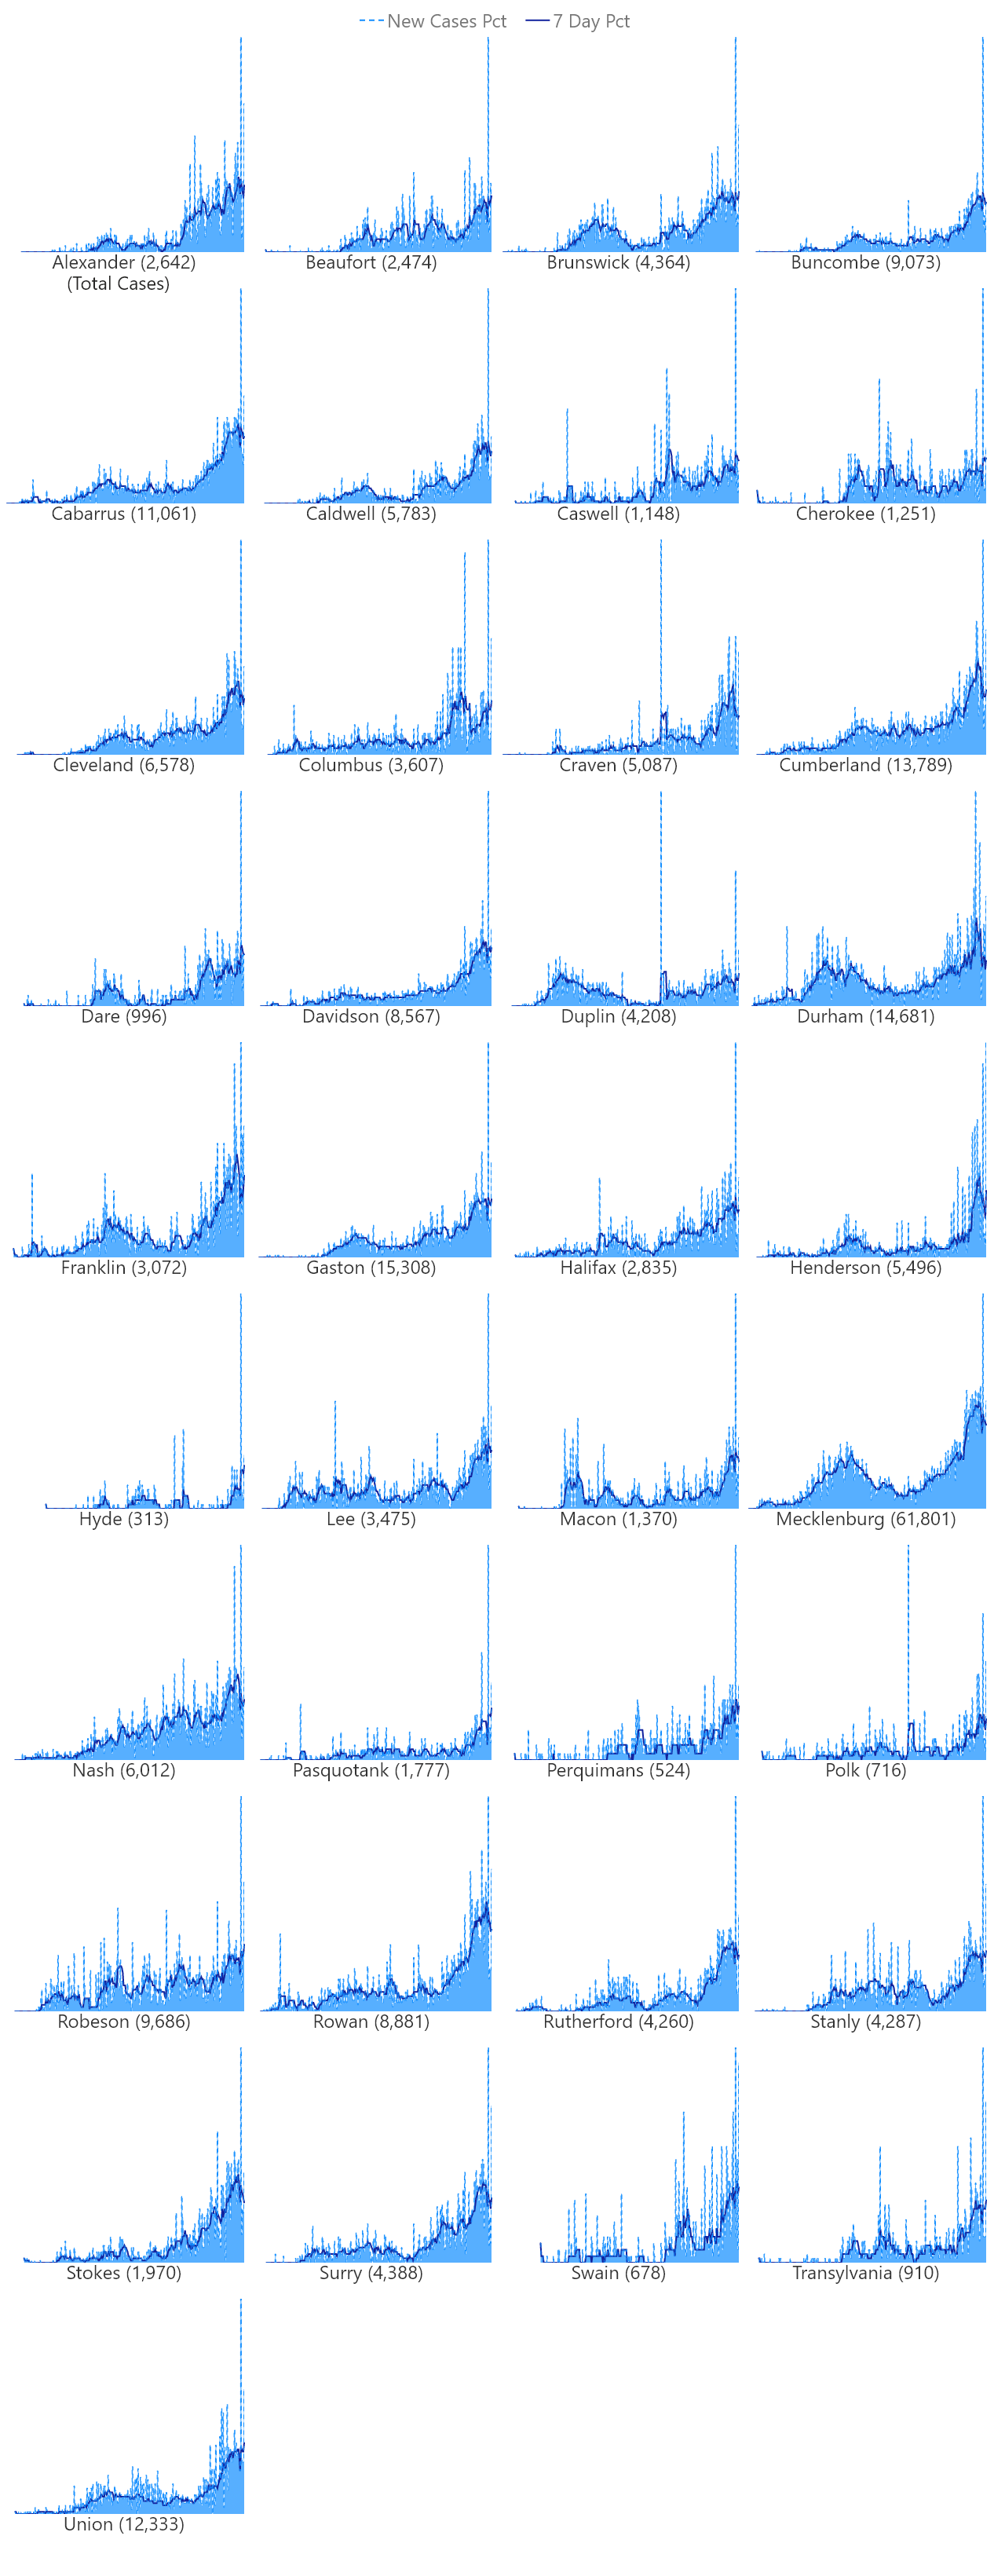 New Cases Pct 7 Day Pct
Alexander (2,642) Beaufort (2,474) Brunswick (4,364) Buncombe (9,073)
(Total Cases)
Cabarrus (11,061) Caldwell (5,783) Caswell (1,148) Cherokee (1,251)
Cleveland (6,578) Columbus (3,607) Craven (5,087) Cumberland (13,789)
Dare (996) Davidson (8,567) Duplin (4,208) Durham (14,681)
Franklin (3,072) Gaston (15,308) Halifax (2,835) Henderson (5,496)
Hyde (313) Lee (3,475) Macon (1,370) Mecklenburg (61,801)
Nash (6,012) Pasquotank (1,777) Perquimans (524) Polk (716)
Robeson (9,686) Rowan (8,881) Rutherford (4,260) Stanly (4,287)
Stokes (1,970) Surry (4,388) Swain (678) Transylvania (910)
Union (12,333)